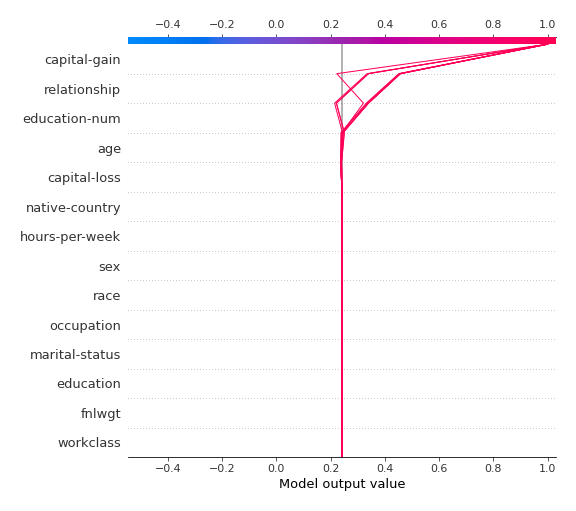 −0.4 −0.2 0.0 0.2 0.4 0.6 0.8 1.0
capital-gain
relationship
education-num
age
capital-loss
native-country
hours-per-week
sex
race
occupation
marital-status
education
fnlwgt
workclass
−0.4 −0.2 0.0 0.2 0.4 0.6 0.8 1.0
Model output value